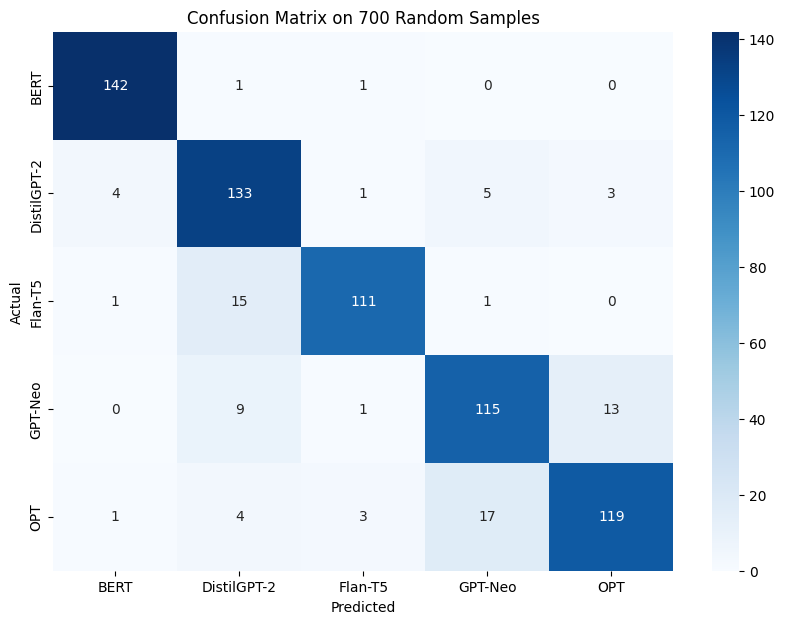 Confusion Matrix on 700 Random Samples
Actual
BERT 142 1 1 0 0
DistilGPT-2 4 133 1 5 3
Flan-T5 1 15 111 1 0
GPT-Neo 0 9 1 115 13
OPT 1 4 3 17 119
BERT DistilGPT-2 Flan-T5 GPT-Neo OPT
Predicted
140
120
100
80
60
40
20
0